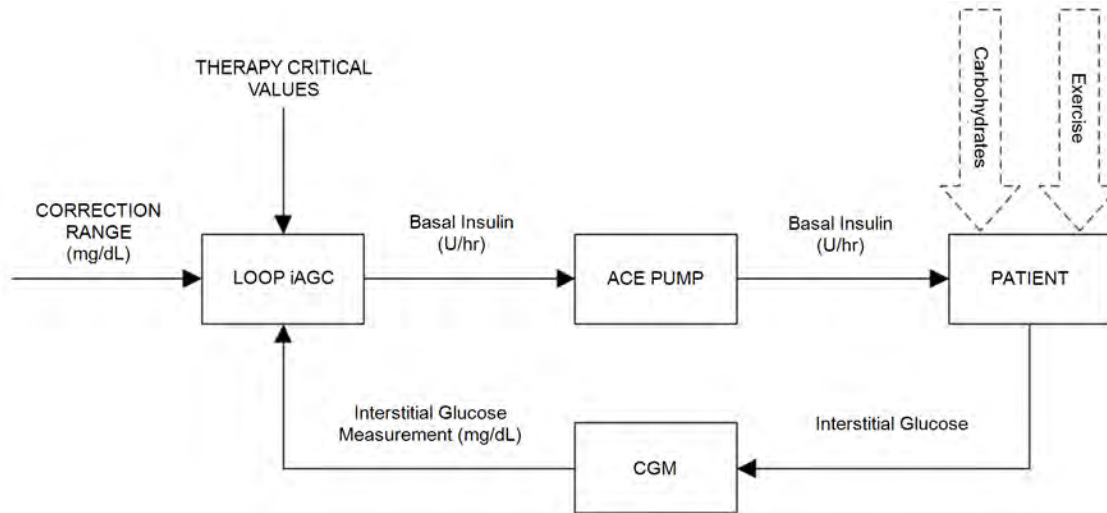 THERAPY CRITICAL
VALUES
Carbohydrates
Exercise
CORRECTION
RANGE
(mg/dL)
Basal Insulin
(U/hr)
Basal Insulin
(U/hr)
LOOP iAGC
ACE PUMP
PATIENT
Interstitial Glucose
Measurement (mg/dL)
Interstitial Glucose
CGM